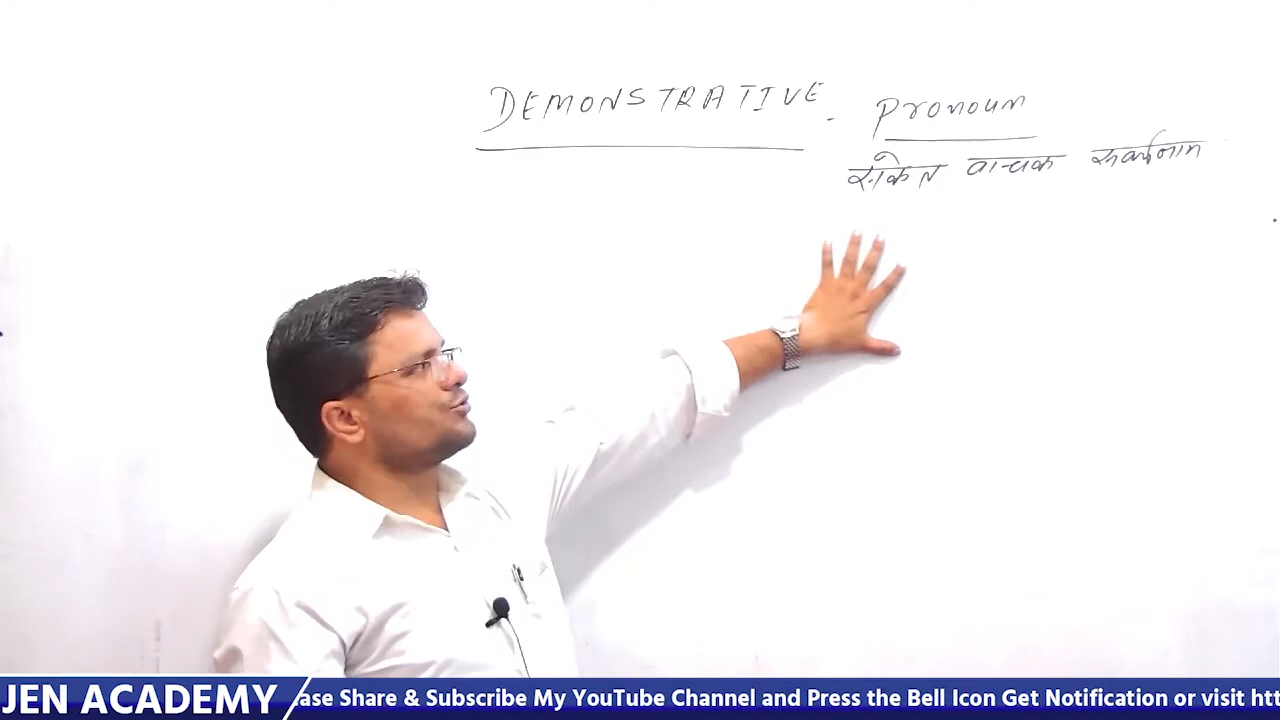 DEMONSTRATIVE - Pronoun
संकेत वाचक सर्वनाम
JEN ACADEMY ase Share & Subscribe My YouTube Channel and Press the Bell Icon Get Notification or visit htt